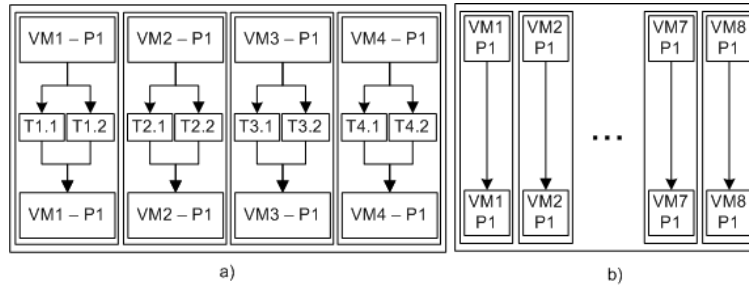 VM1 – P1 VM2 – P1 VM3 – P1 VM4 – P1
T1.1 T1.2 T2.1 T2.2 T3.1 T3.2 T4.1 T4.2
VM1 – P1 VM2 – P1 VM3 – P1 VM4 – P1
a)
VM1 VM2 VM7 VM8
P1 P1 P1 P1
...
VM1 VM2 VM7 VM8
P1 P1 P1 P1
b)